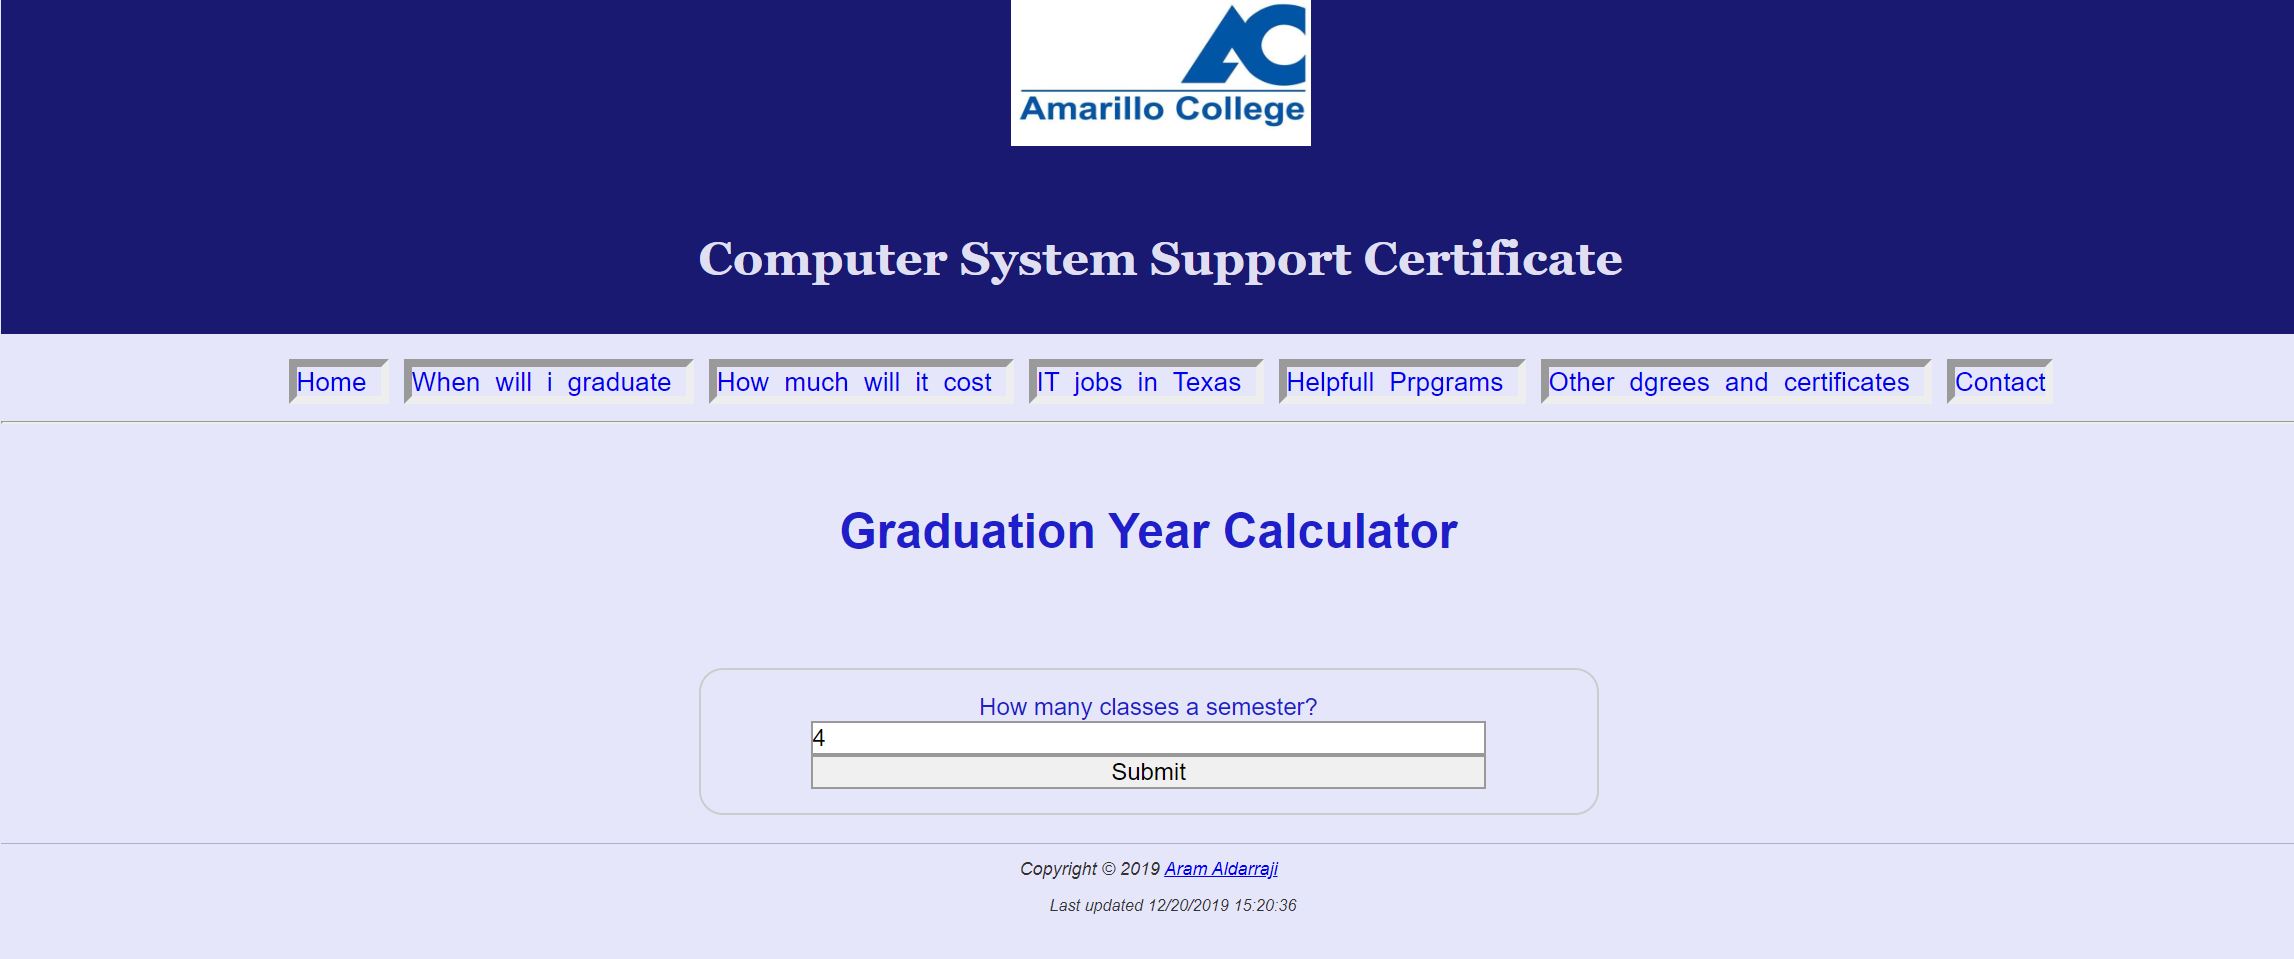 AC
Amarillo College
Computer System Support Certificate
Home When will i graduate How much will it cost IT jobs in Texas Helpfull Prpgrams Other dgrees and certificates Contact
Graduation Year Calculator
How many classes a semester?
4
Submit
Copyright © 2019 Aram Aldarraji
Last updated 12/20/2019 15:20:36